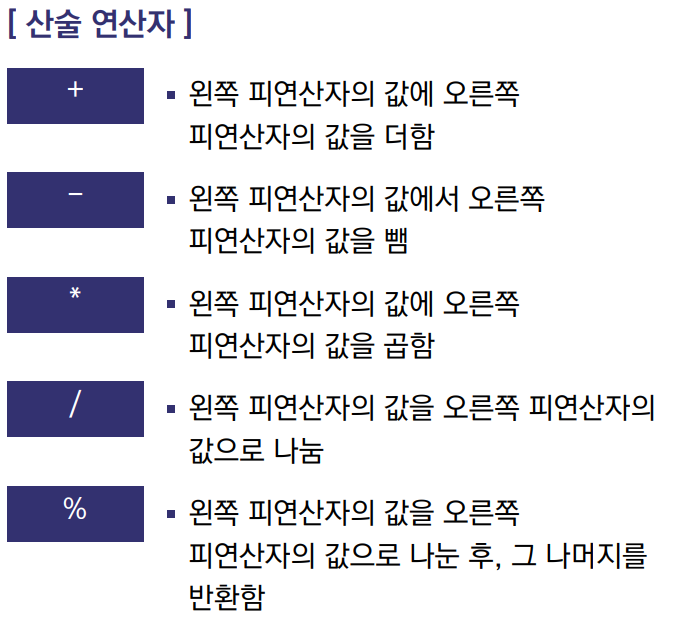 [ 산술 연산자 ]
+
▪ 왼쪽 피연산자의 값에 오른쪽
피연산자의 값을 더함
-
▪ 왼쪽 피연산자의 값에서 오른쪽
피연산자의 값을 뺌
*
▪ 왼쪽 피연산자의 값에 오른쪽
피연산자의 값을 곱함
/
▪ 왼쪽 피연산자의 값을 오른쪽 피연산자의
값으로 나눔
%
▪ 왼쪽 피연산자의 값을 오른쪽
피연산자의 값으로 나눈 후, 그 나머지를
반환함